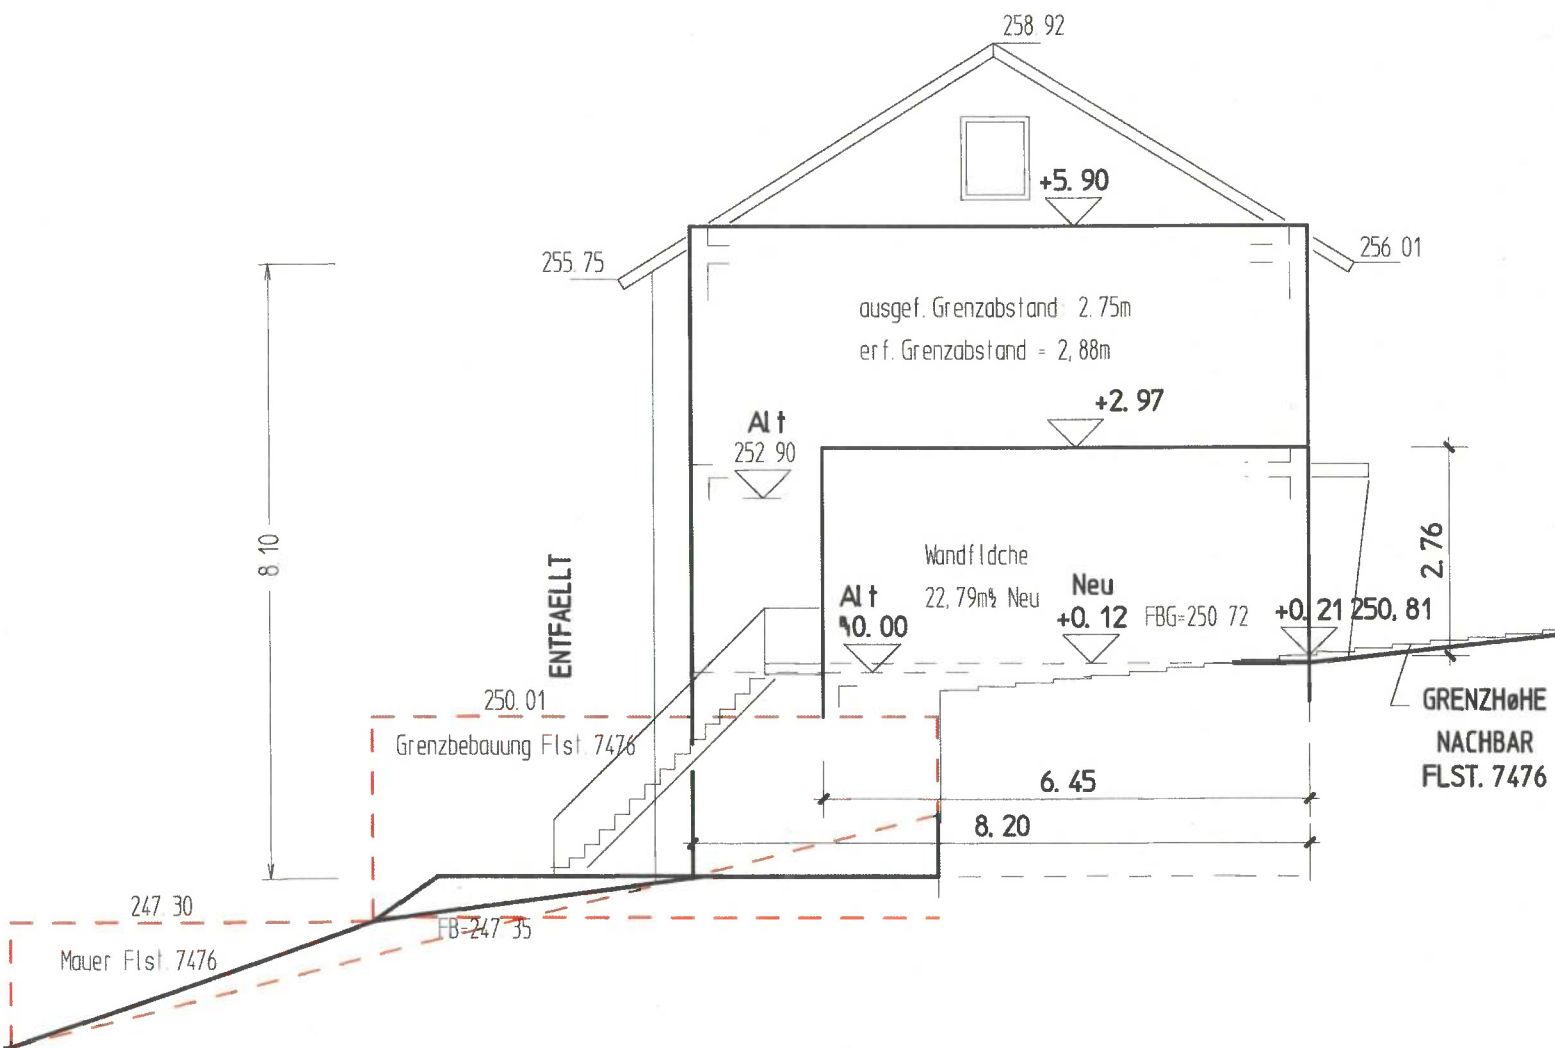 258.92
+5.90
255.75
256.01
ausgef. Grenzabstand 2.75m
erf. Grenzabstand = 2,88m
+2.97
Alt
252.90
8.10
2.76
ENTFAELLT
Wandfläche
22,79m² Neu
Alt
±0.00
Neu
+0.12
FBG=250.72
+0.21
250,81
250.01
Grenzbebauung Flst. 7476
GRENZHøHE
NACHBAR
FLST. 7476
6.45
8.20
247.30
FB=247.35
Mauer Flst. 7476